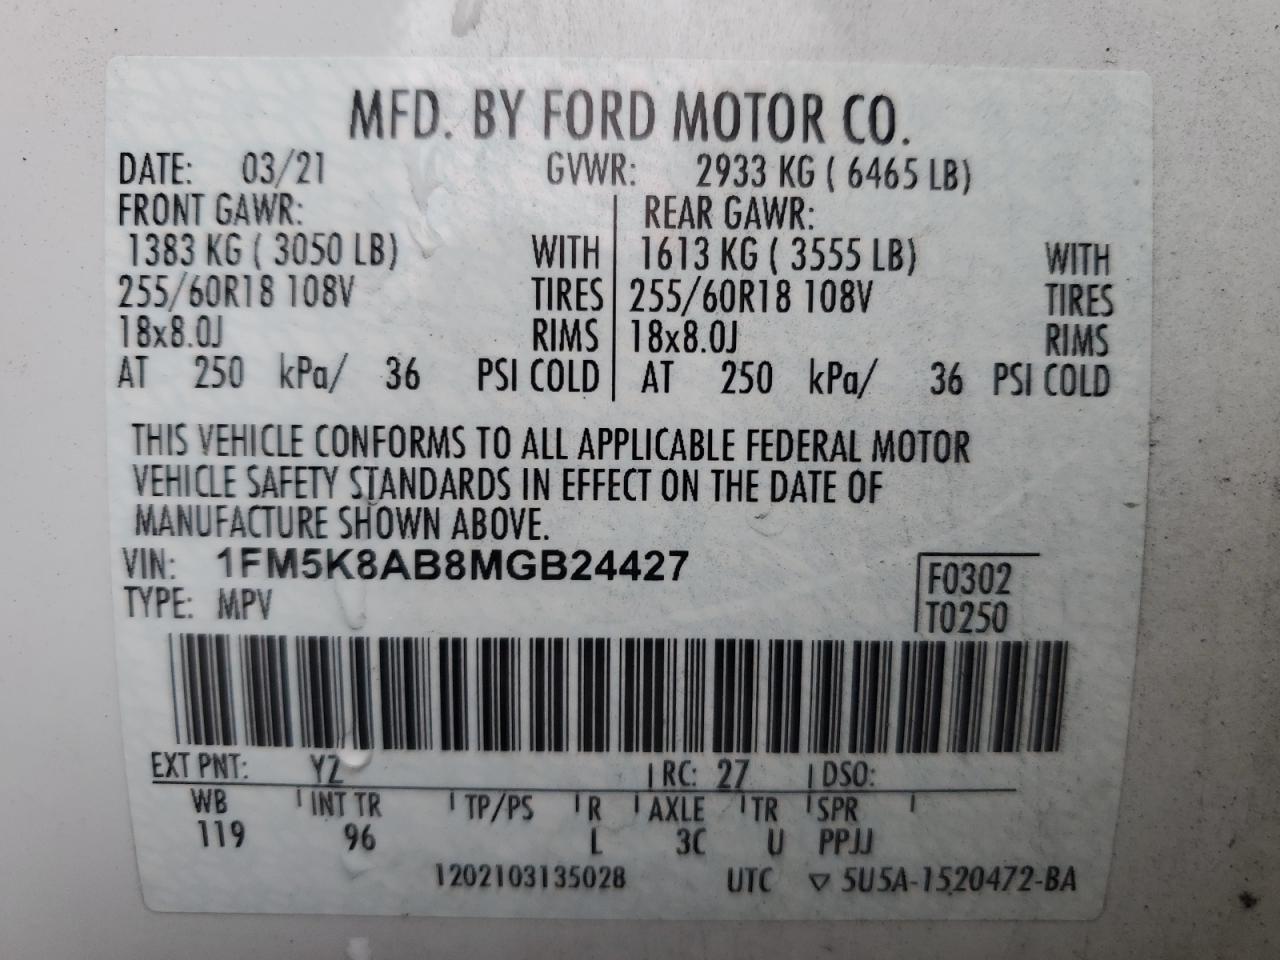 MFD. BY FORD MOTOR CO.
DATE: 03/21 GVWR: 2933 KG ( 6465 LB)
FRONT GAWR: REAR GAWR:
1383 KG ( 3050 LB) WITH 1613 KG ( 3555 LB) WITH
255/60R18 108V TIRES 255/60R18 108V TIRES
18x8.0J RIMS 18x8.0J RIMS
AT 250 kPa/ 36 PSI COLD AT 250 kPa/ 36 PSI COLD
THIS VEHICLE CONFORMS TO ALL APPLICABLE FEDERAL MOTOR
VEHICLE SAFETY STANDARDS IN EFFECT ON THE DATE OF
MANUFACTURE SHOWN ABOVE.
VIN: 1FM5K8AB8MGB24427
TYPE: MPV
F0302
T0250
EXT PNT: YZ RC: 27 DSO:
WB INT TR TP/PS R AXLE TR SPR
119 96 L 3C U PPJJ
1202103135028 UTC ▽ 5U5A-1520472-BA